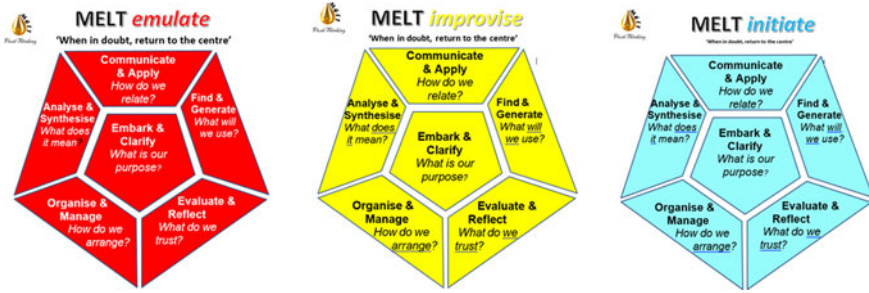 MELT emulate
'When in doubt, return to the centre'
Communicate
& Apply
How do we
relate?
Analyse &
Synthesise
What does
it mean?
Find &
Generate
What will
we use?
Embark &
Clarify
What is our
purpose?
Organise &
Manage
How do we
arrange?
Evaluate &
Reflect
What do we
trust?
MELT improvise
'When in doubt, return to the centre'
Communicate
& Apply
How do we
relate?
Analyse &
Synthesise
What does
it mean?
Find &
Generate
What will
we use?
Embark &
Clarify
What is our
purpose?
Organise &
Manage
How do we
arrange?
Evaluate &
Reflect
What do we
trust?
MELT initiate
'When in doubt, return to the centre'
Communicate
& Apply
How do we
relate?
Analyse &
Synthesise
What does
it mean?
Find &
Generate
What will
we use?
Embark &
Clarify
What is our
purpose?
Organise &
Manage
How do we
arrange?
Evaluate &
Reflect
What do we
trust?